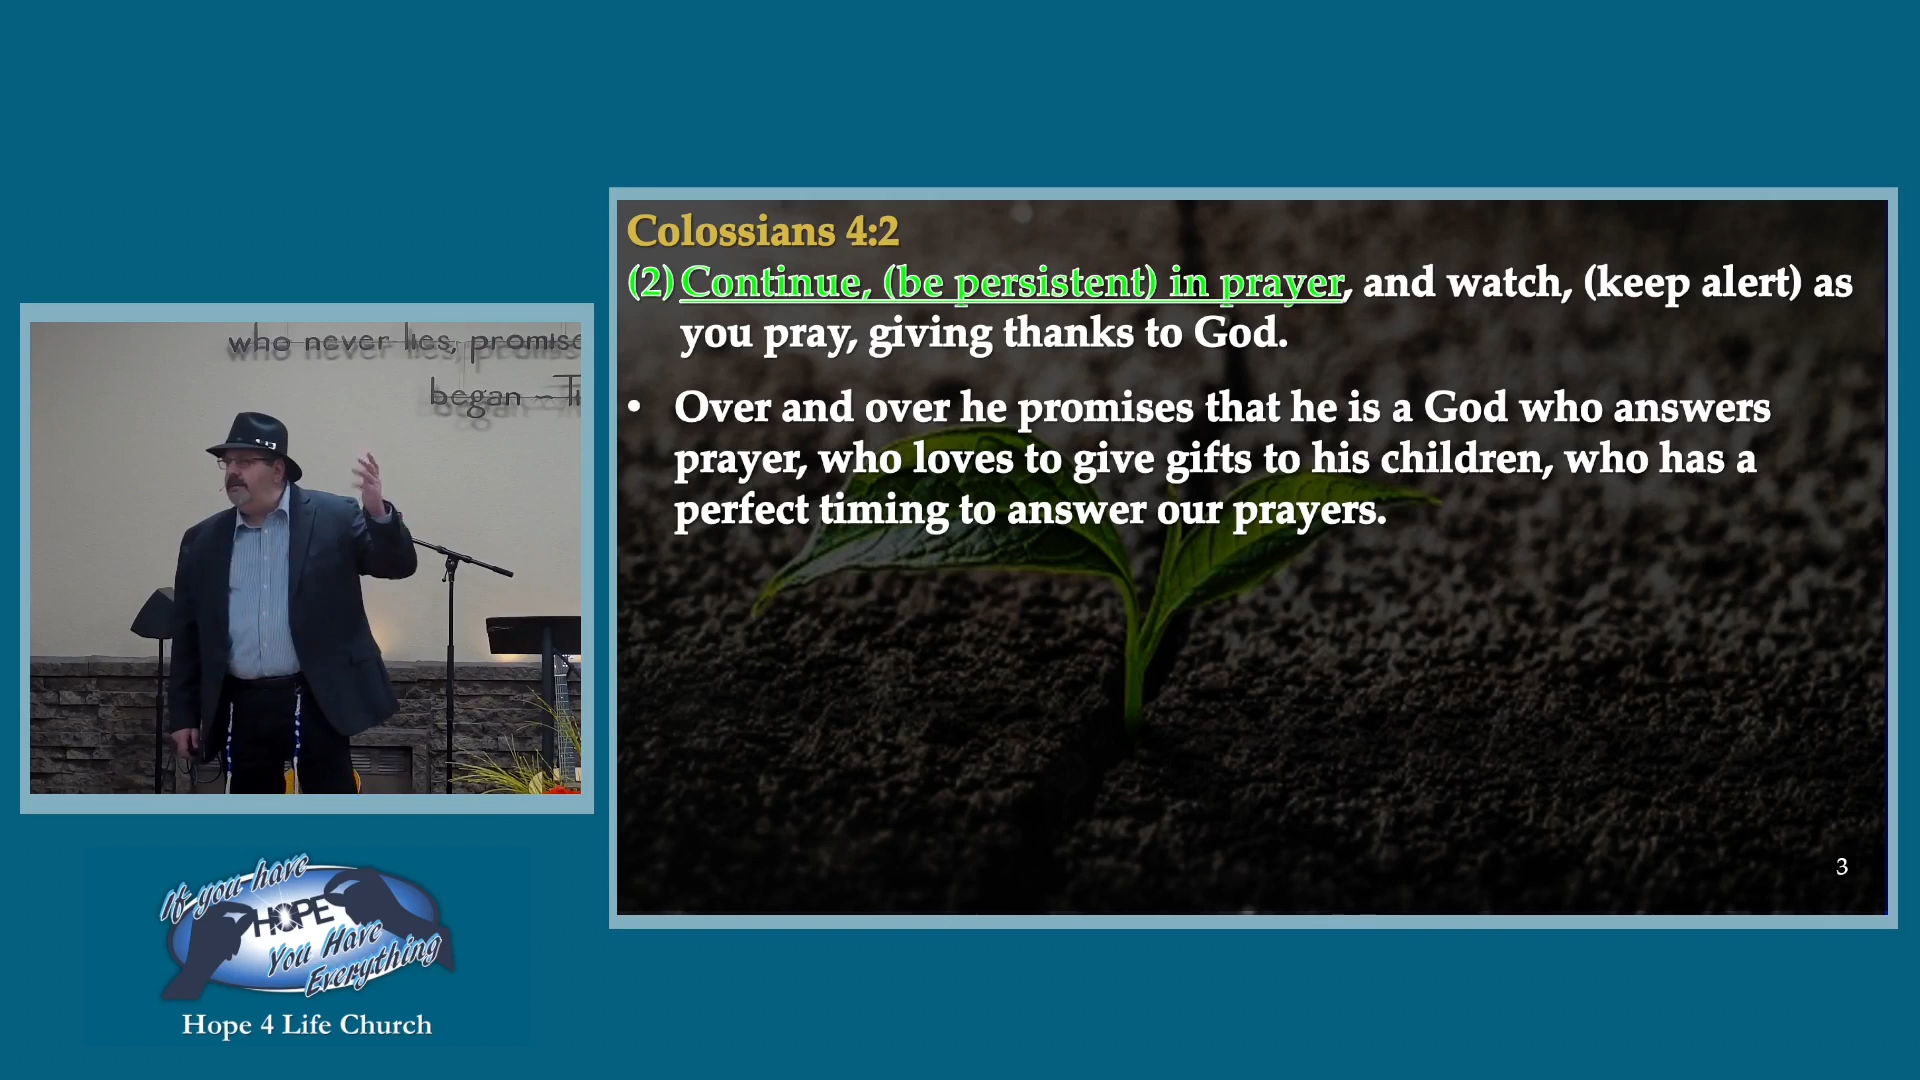 who never lies, promise
began ~
Colossians 4:2
(2) Continue, (be persistent) in prayer, and watch, (keep alert) as
you pray, giving thanks to God.
• Over and over he promises that he is a God who answers
prayer, who loves to give gifts to his children, who has a
perfect timing to answer our prayers.
3
If you have
HOPE
You Have
Everything
Hope 4 Life Church